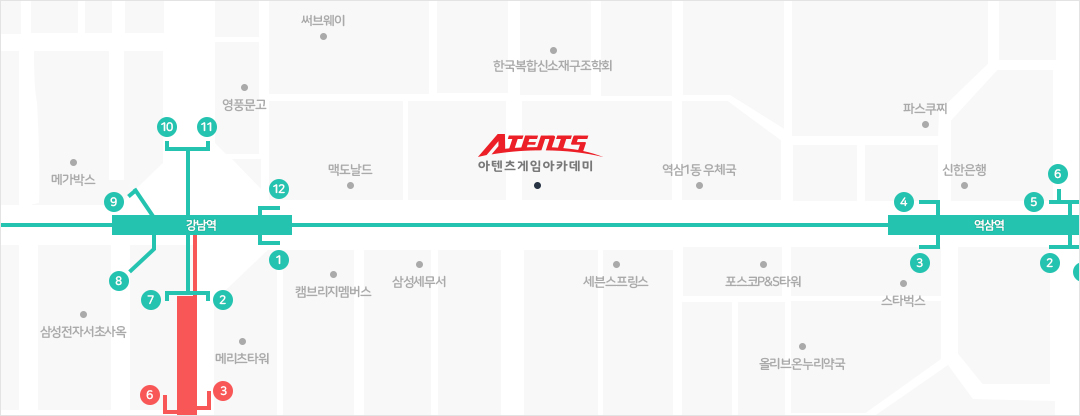 써브웨이
한국복합신소재구조학회
영풍문고
파스쿠찌
10
11
ATENTS
아텐츠게임아카데미
메가박스
맥도날드
역삼1동 우체국
신한은행
6
12
9
4
5
강남역
역삼역
1
3
2
8
캠브리지멤버스
삼성세무서
세븐스프링스
포스코P&S타워
7
2
스타벅스
삼성전자서초사옥
메리츠타워
올리브온누리약국
6
3